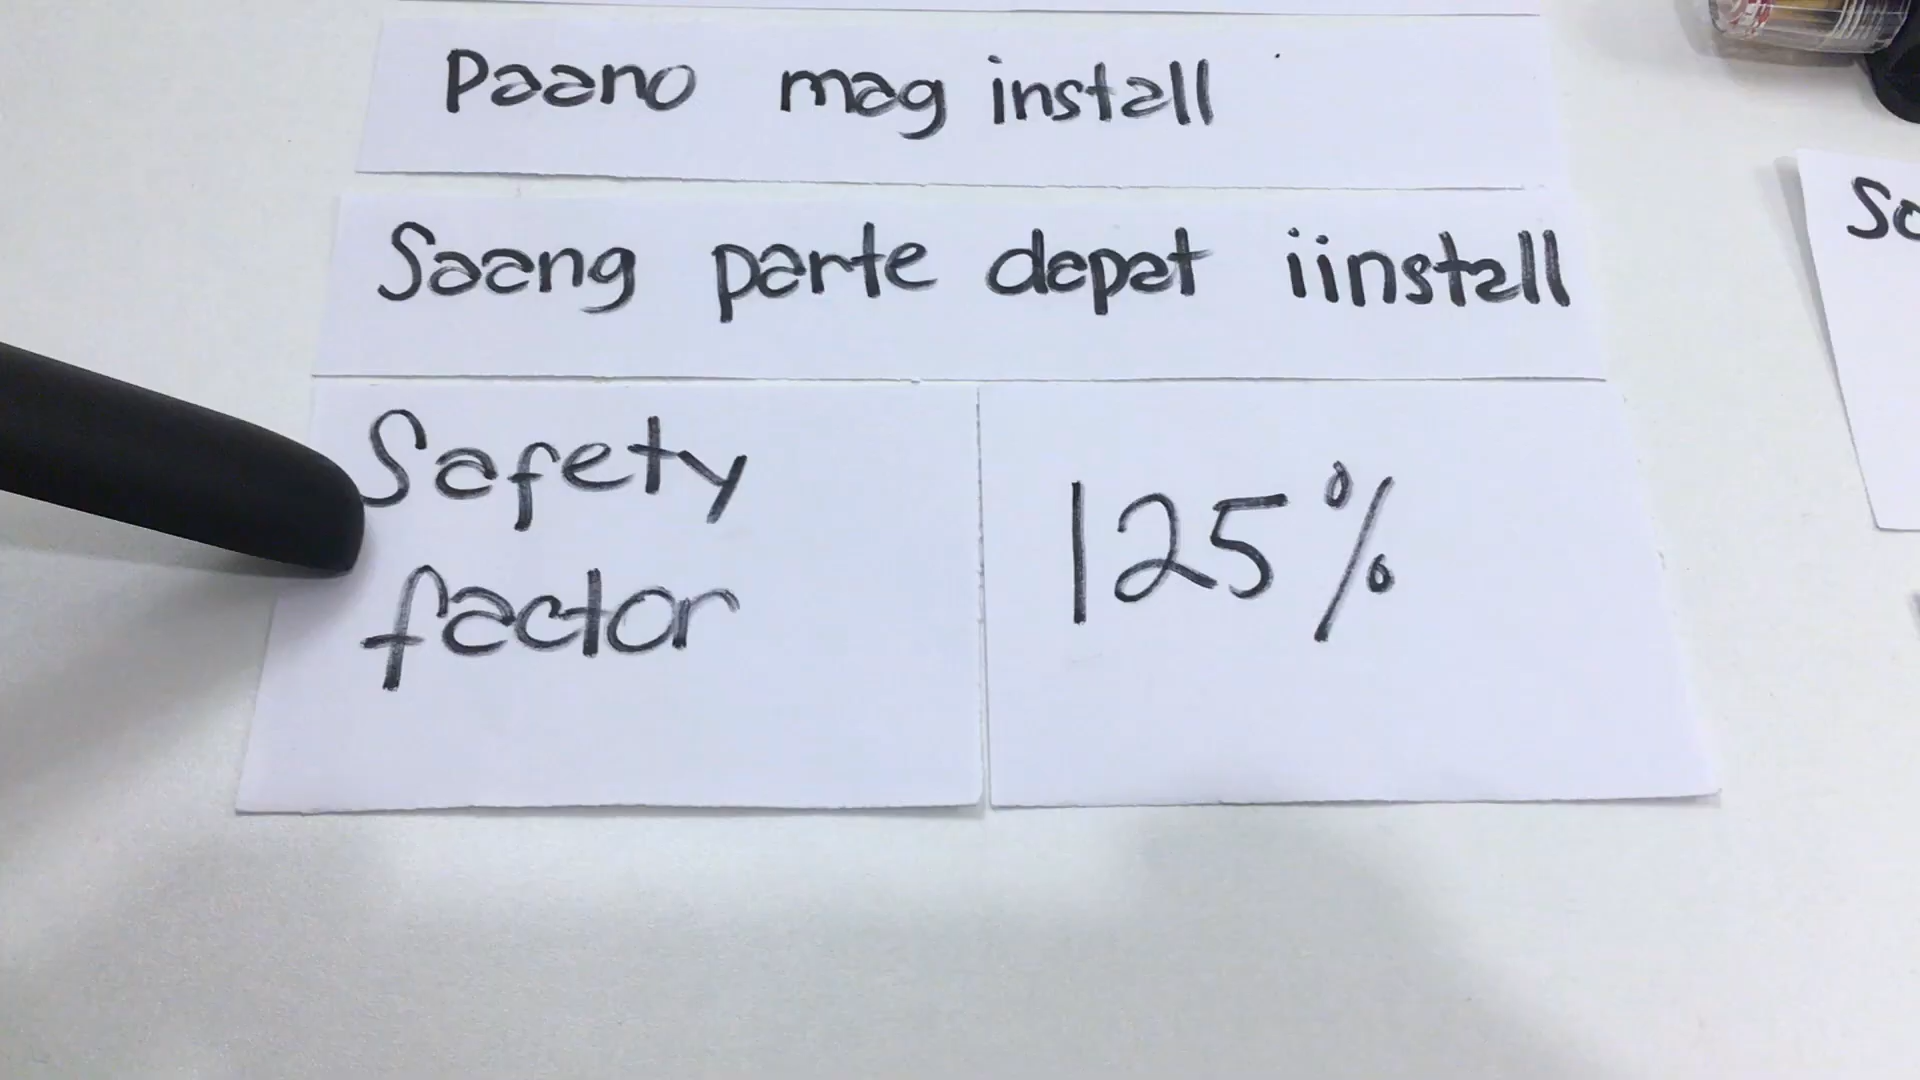 Paano mag install
Saang parte dapat iinstall
Safety
factor
125%